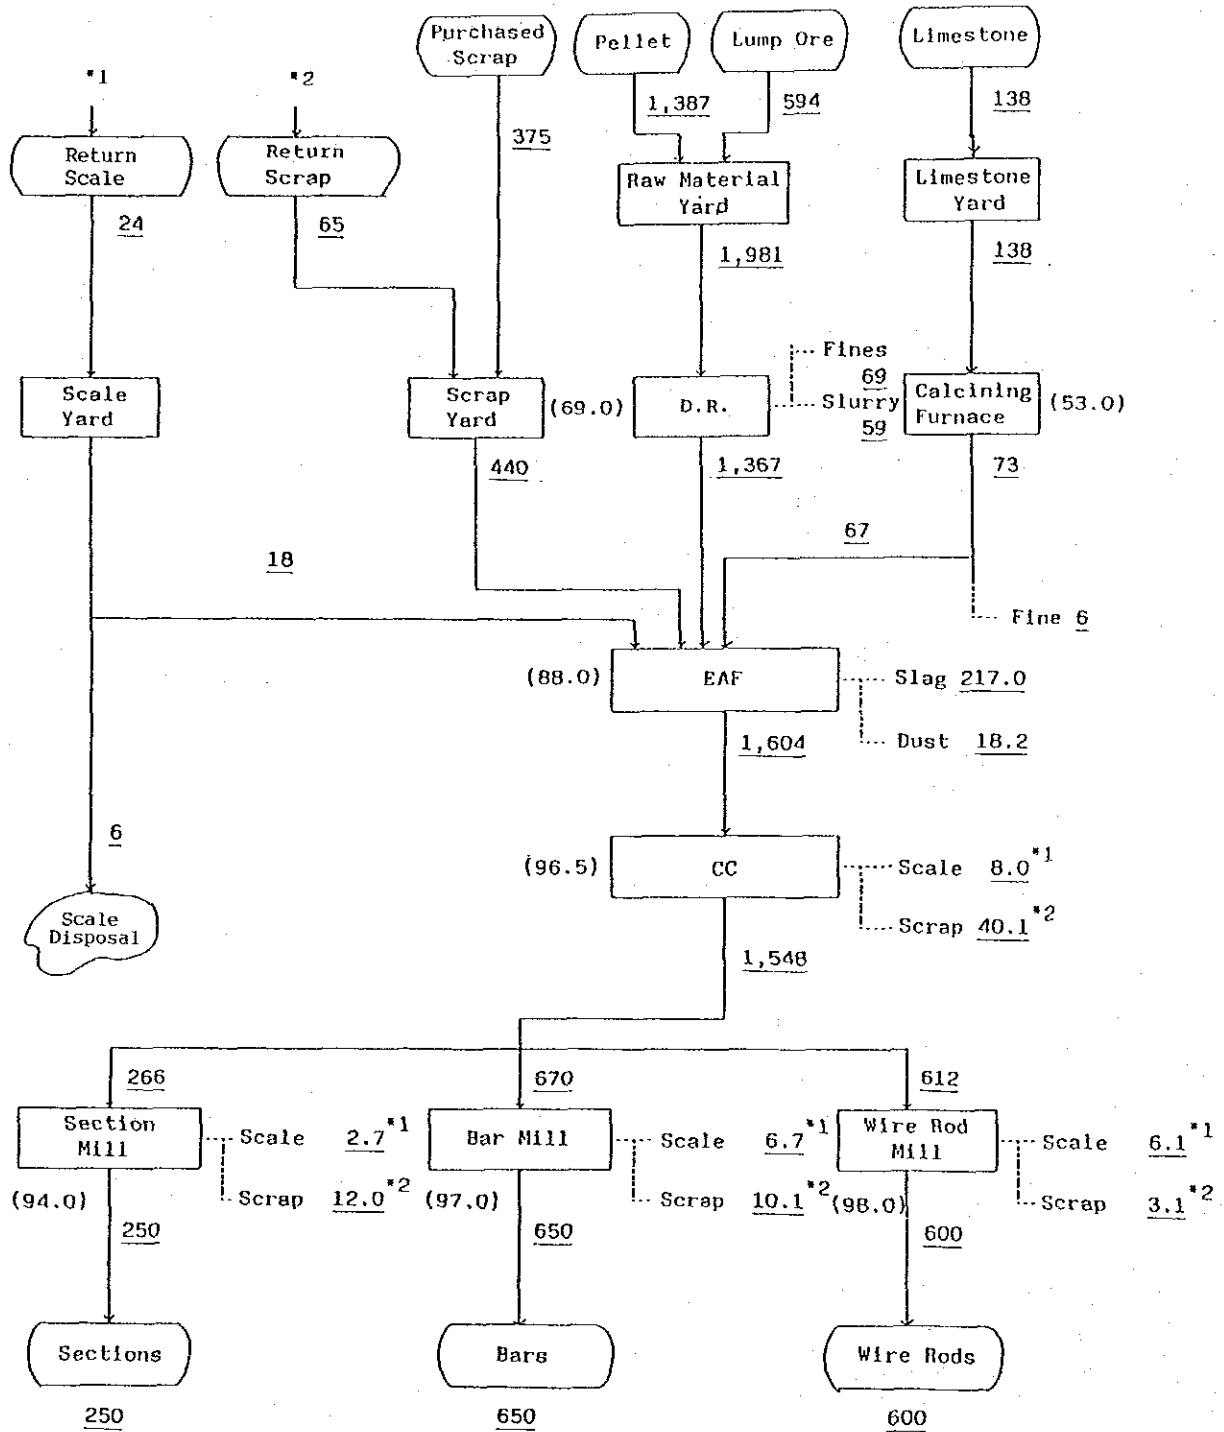 Purchased
Scrap
Pellet
Lump Ore
Limestone
*1
*2
1,387
594
138
375
Return
Scale
Return
Scrap
Raw Material
Yard
Limestone
Yard
24
65
1,981
138
Fines
69
Scale
Yard
Scrap
Yard
(69.0)
D.R.
Slurry
59
Calcining
Furnace
(53.0)
440
1,367
73
67
18
Fine 6
(88.0)
EAF
Slag 217.0
1,604
Dust 18.2
6
(96.5)
CC
Scale 8.0*1
Scrap 40.1*2
Scale
Disposal
1,548
266
670
612
Section
Mill
Scale 2.7*1
Bar Mill
Scale 6.7*1
Wire Rod
Mill
Scale 6.1*1
(94.0)
Scrap 12.0*2
(97.0)
Scrap 10.1*2
(98.0)
Scrap 3.1*2
250
650
600
Sections
Bars
Wire Rods
250
650
600